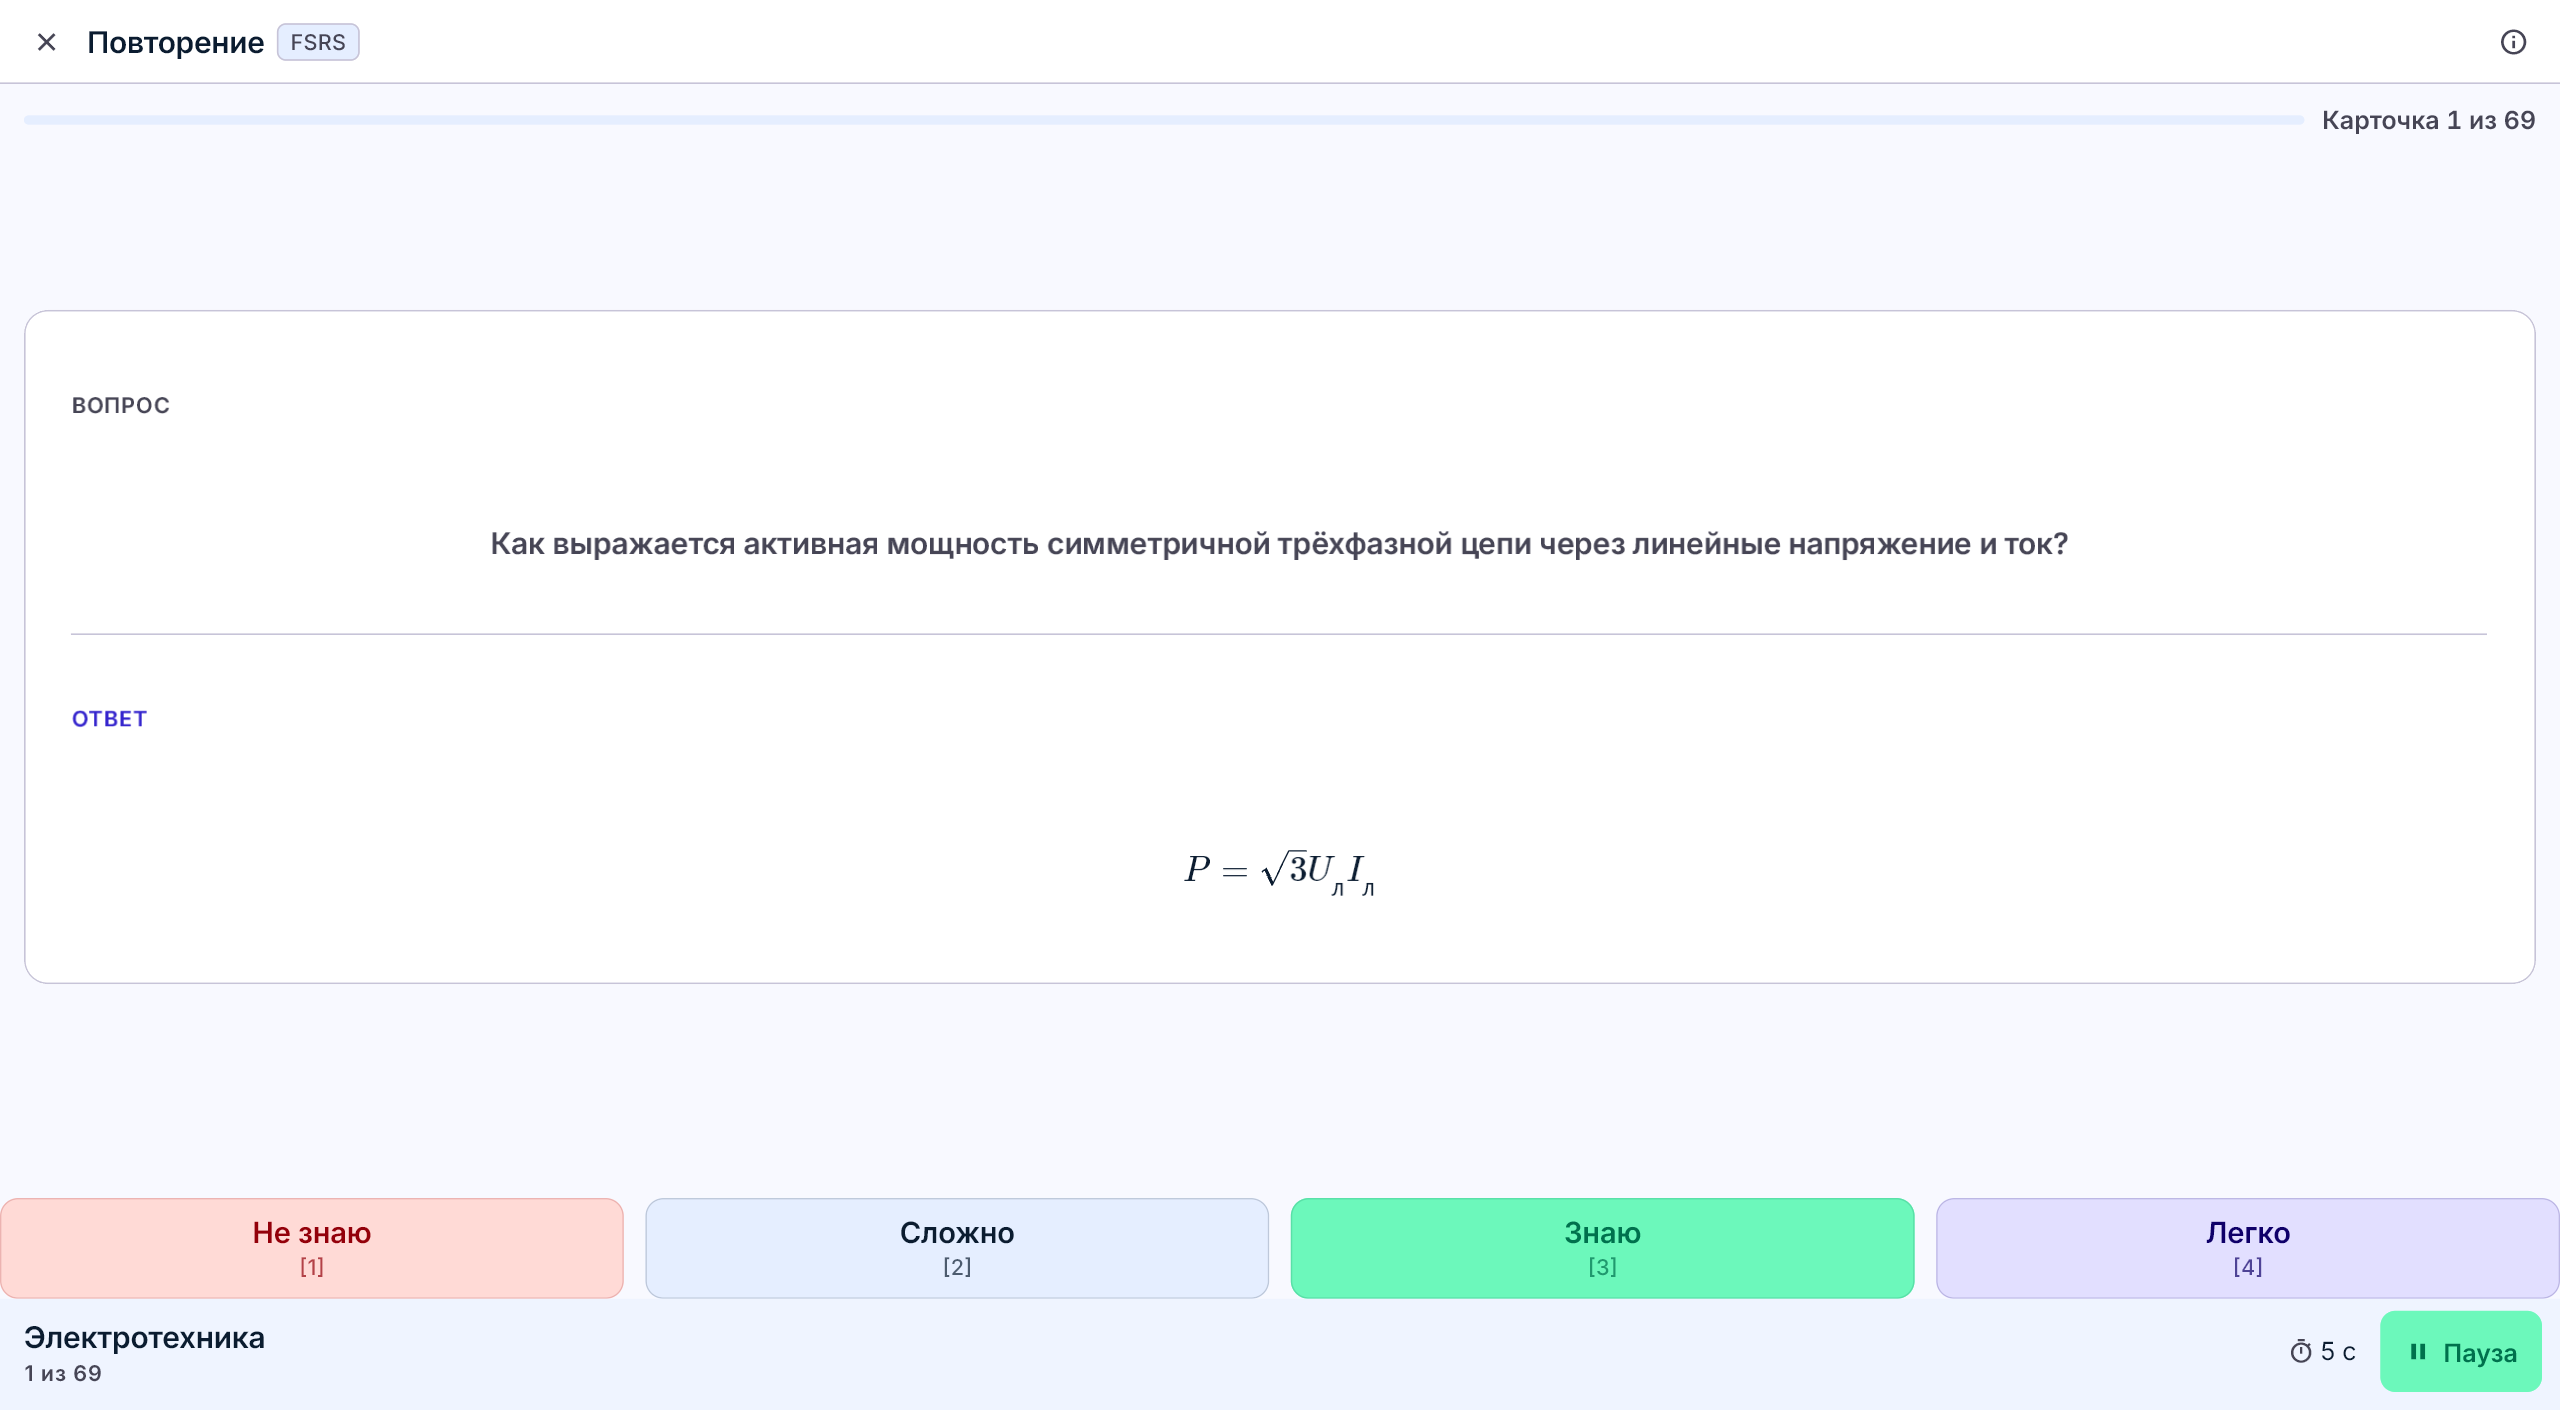 Повторение FSRS
Карточка 1 из 69
ВОПРОС
Как выражается активная мощность симметричной трёхфазной цепи через линейные напряжение и ток?
ОТВЕТ
P = √3U_л I_л
Не знаю
[1]
Сложно
[2]
Знаю
[3]
Легко
[4]
Электротехника
1 из 69
5 с
Пауза